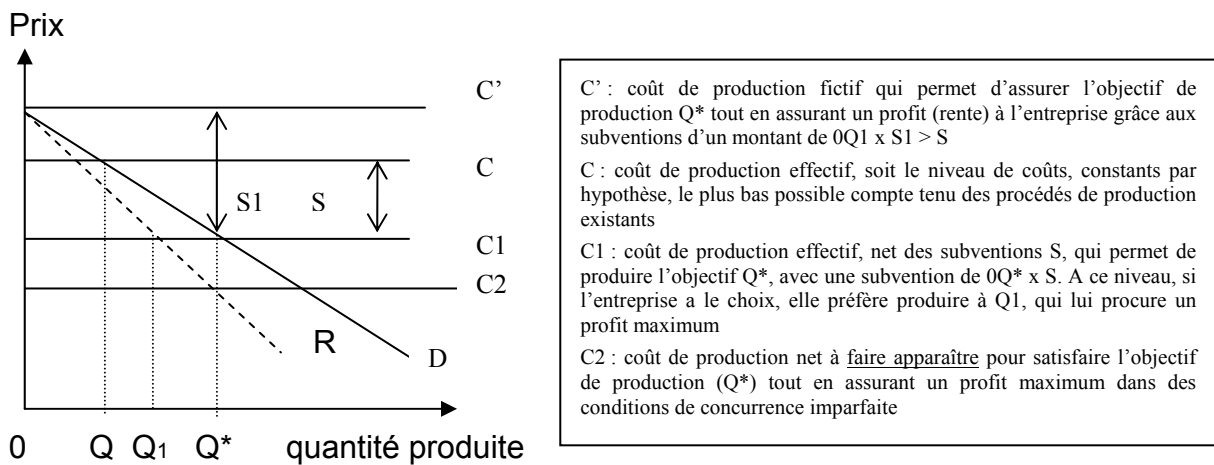 Prix
C’
C
S1 S
C1
C2
R
D
0 Q Q1 Q* quantité produite
C’ : coût de production fictif qui permet d’assurer l’objectif de
production Q* tout en assurant un profit (rente) à l’entreprise grâce aux
subventions d’un montant de 0Q1 x S1 > S
C : coût de production effectif, soit le niveau de coûts, constants par
hypothèse, le plus bas possible compte tenu des procédés de production
existants
C1 : coût de production effectif, net des subventions S, qui permet de
produire l’objectif Q*, avec une subvention de 0Q* x S. A ce niveau, si
l’entreprise a le choix, elle préfère produire à Q1, qui lui procure un
profit maximum
C2 : coût de production net à faire apparaître pour satisfaire l’objectif
de production (Q*) tout en assurant un profit maximum dans des
conditions de concurrence imparfaite